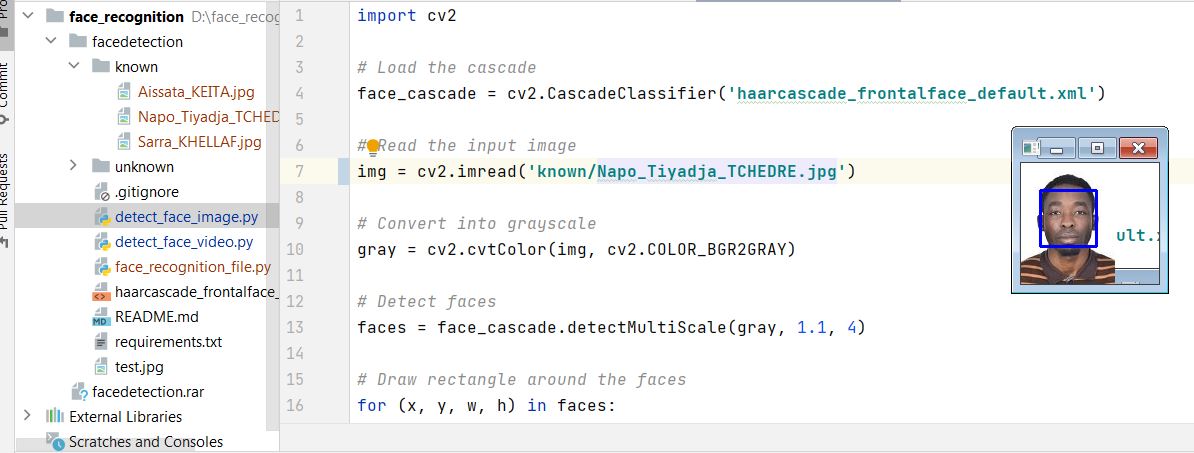 Pro
Commit
Pull Requests
face_recognition D:\face_recog
facedetection
known
Aissata_KEITA.jpg
Napo_Tiyadja_TCHED
Sarra_KHELLAF.jpg
unknown
.gitignore
detect_face_image.py
detect_face_video.py
face_recognition_file.py
haarcascade_frontalface_
README.md
requirements.txt
test.jpg
facedetection.rar
External Libraries
Scratches and Consoles
1 import cv2
2
3 # Load the cascade
4 face_cascade = cv2.CascadeClassifier('haarcascade_frontalface_default.xml')
5
6 # Read the input image
7 img = cv2.imread('known/Napo_Tiyadja_TCHEDRE.jpg')
8
9 # Convert into grayscale
10 gray = cv2.cvtColor(img, cv2.COLOR_BGR2GRAY)
11
12 # Detect faces
13 faces = face_cascade.detectMultiScale(gray, 1.1, 4)
14
15 # Draw rectangle around the faces
16 for (x, y, w, h) in faces:
ult.x